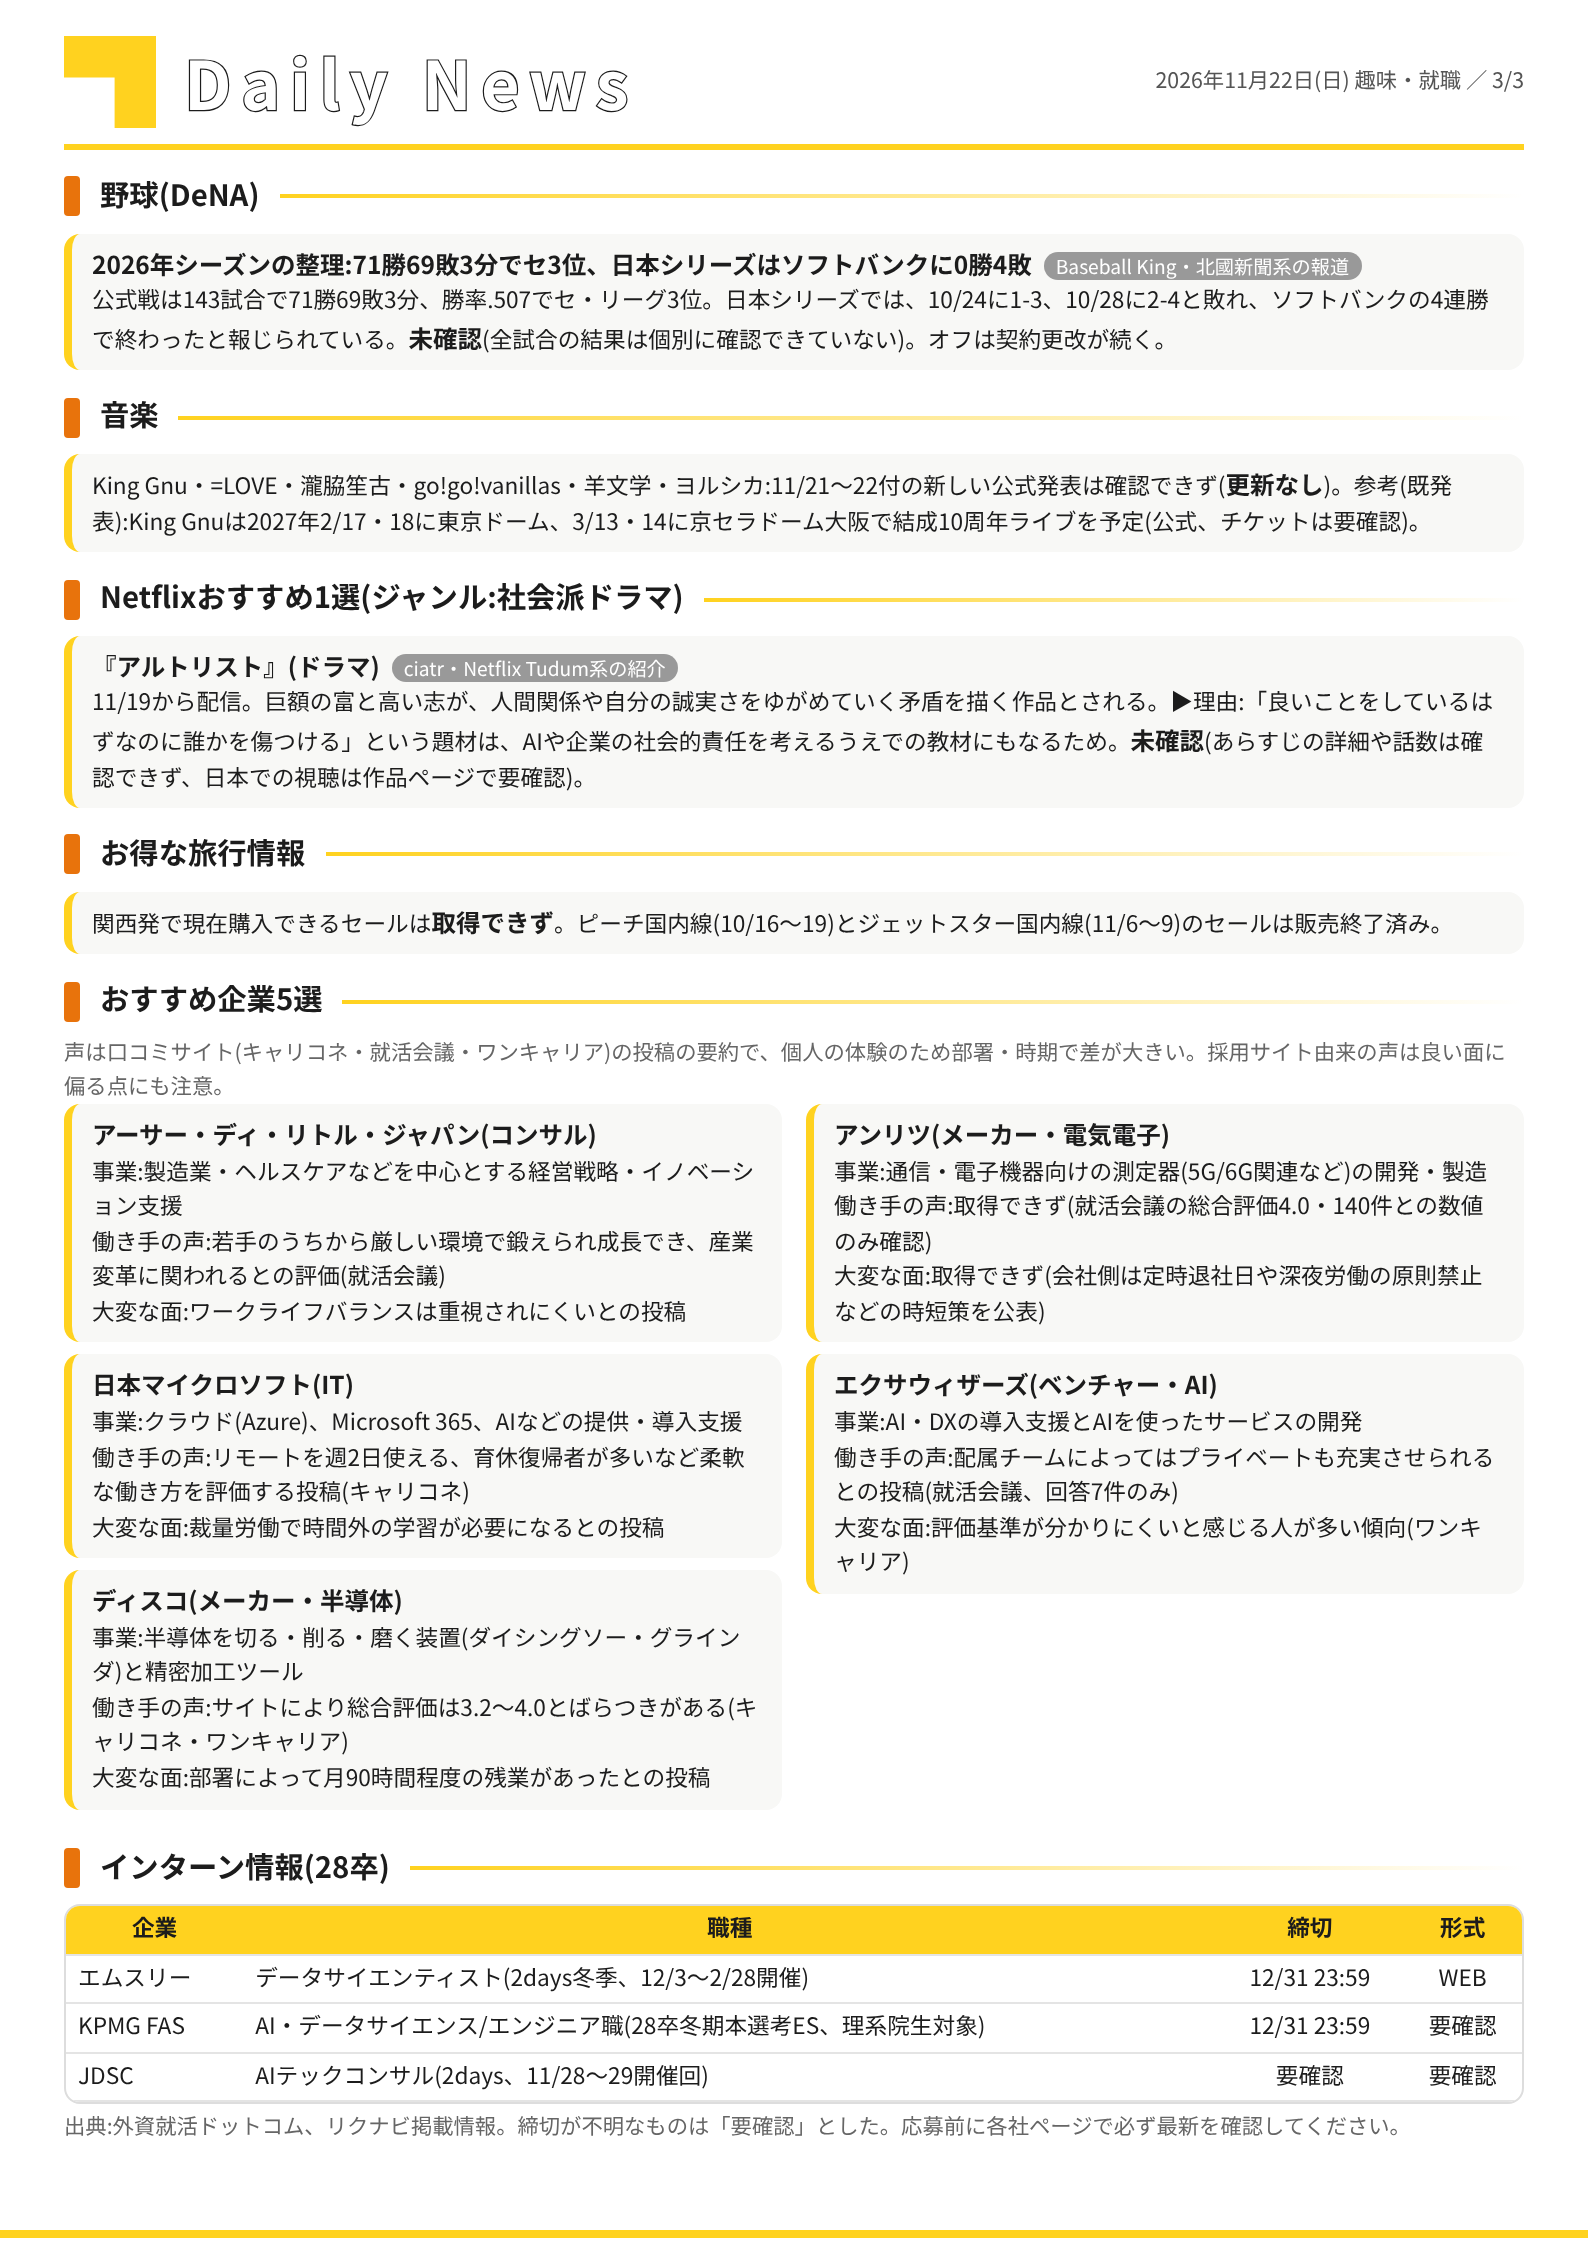 Daily News
2026年11月22日(日) 趣味・就職 ／ 3/3
野球(DeNA)
2026年シーズンの整理:71勝69敗3分でセ3位、日本シリーズはソフトバンクに0勝4敗 Baseball King・北國新聞系の報道
公式戦は143試合で71勝69敗3分、勝率.507でセ・リーグ3位。日本シリーズでは、10/24に1-3、10/28に2-4と敗れ、ソフトバンクの4連勝
で終わったと報じられている。未確認(全試合の結果は個別に確認できていない)。オフは契約更改が続く。
音楽
King Gnu・=LOVE・瀧脇笙古・go!go!vanillas・羊文学・ヨルシカ:11/21〜22付の新しい公式発表は確認できず(更新なし)。参考(既発
表):King Gnuは2027年2/17・18に東京ドーム、3/13・14に京セラドーム大阪で結成10周年ライブを予定(公式、チケットは要確認)。
Netflixおすすめ1選(ジャンル:社会派ドラマ)
『アルトリスト』(ドラマ) ciatr・Netflix Tudum系の紹介
11/19から配信。巨額の富と高い志が、人間関係や自分の誠実さをゆがめていく矛盾を描く作品とされる。▶理由:「良いことをしているは
ずなのに誰かを傷つける」という題材は、AIや企業の社会的責任を考えるうえでの教材にもなるため。未確認(あらすじの詳細や話数は確
認できず、日本での視聴は作品ページで要確認)。
お得な旅行情報
関西発で現在購入できるセールは取得できず。ピーチ国内線(10/16〜19)とジェットスター国内線(11/6〜9)のセールは販売終了済み。
おすすめ企業5選
声は口コミサイト(キャリコネ・就活会議・ワンキャリア)の投稿の要約で、個人の体験のため部署・時期で差が大きい。採用サイト由来の声は良い面に
偏る点にも注意。
アーサー・ディ・リトル・ジャパン(コンサル)
事業:製造業・ヘルスケアなどを中心とする経営戦略・イノベーシ
ョン支援
働き手の声:若手のうちから厳しい環境で鍛えられ成長でき、産業
変革に関われるとの評価(就活会議)
大変な面:ワークライフバランスは重視されにくいとの投稿
日本マイクロソフト(IT)
事業:クラウド(Azure)、Microsoft 365、AIなどの提供・導入支援
働き手の声:リモートを週2日使える、育休復帰者が多いなど柔軟
な働き方を評価する投稿(キャリコネ)
大変な面:裁量労働で時間外の学習が必要になるとの投稿
ディスコ(メーカー・半導体)
事業:半導体を切る・削る・磨く装置(ダイシングソー・グライン
ダ)と精密加工ツール
働き手の声:サイトにより総合評価は3.2〜4.0とばらつきがある(キ
ャリコネ・ワンキャリア)
大変な面:部署によって月90時間程度の残業があったとの投稿
アンリツ(メーカー・電気電子)
事業:通信・電子機器向けの測定器(5G/6G関連など)の開発・製造
働き手の声:取得できず(就活会議の総合評価4.0・140件との数値
のみ確認)
大変な面:取得できず(会社側は定時退社日や深夜労働の原則禁止
などの時短策を公表)
エクサウィザーズ(ベンチャー・AI)
事業:AI・DXの導入支援とAIを使ったサービスの開発
働き手の声:配属チームによってはプライベートも充実させられる
との投稿(就活会議、回答7件のみ)
大変な面:評価基準が分かりにくいと感じる人が多い傾向(ワンキ
ャリア)
インターン情報(28卒)
企業 職種 締切 形式
エムスリー データサイエンティスト(2days冬季、12/3〜2/28開催) 12/31 23:59 WEB
KPMG FAS AI・データサイエンス/エンジニア職(28卒冬期本選考ES、理系院生対象) 12/31 23:59 要確認
JDSC AIテックコンサル(2days、11/28〜29開催回) 要確認 要確認
出典:外資就活ドットコム、リクナビ掲載情報。締切が不明なものは「要確認」とした。応募前に各社ページで必ず最新を確認してください。